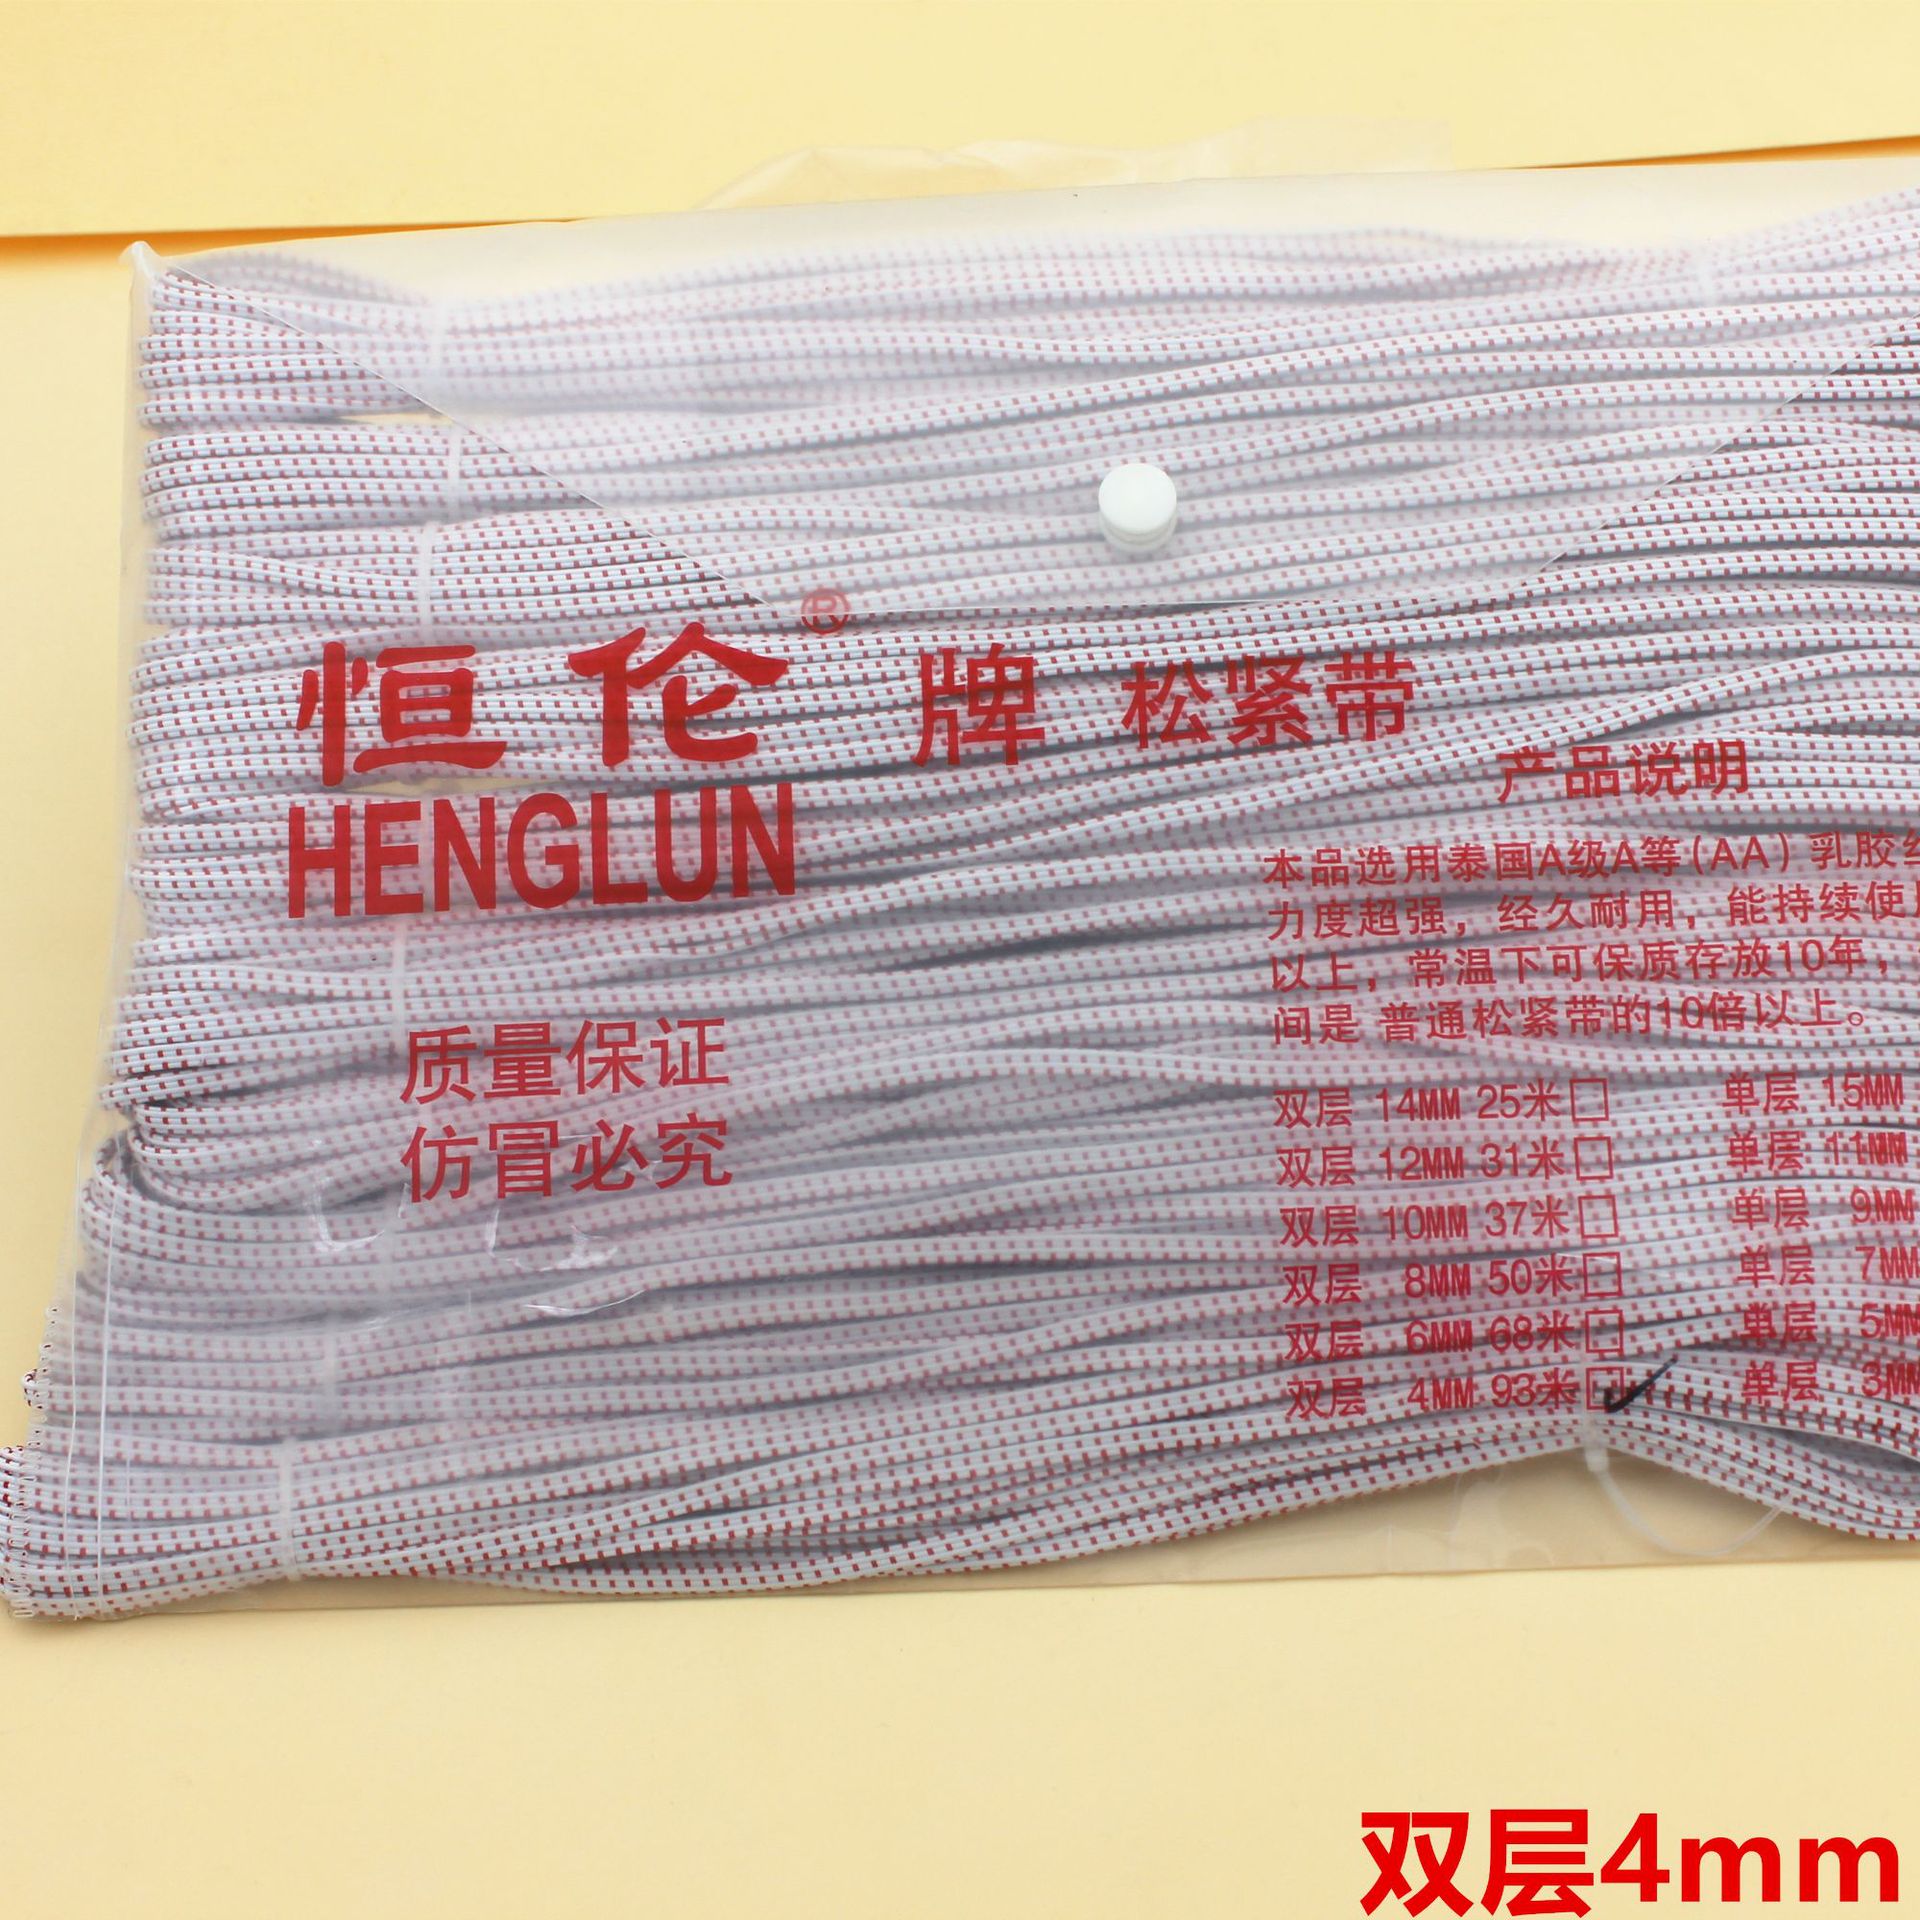 恒伦® 牌 松紧带
HENGLUN
质量保证
仿冒必究
产品说明
本品选用泰国A级A等(AA)乳胶丝
力度超强，经久耐用，能持续使用
以上，常温下可保质存放10年，
间是 普通松紧带的10倍以上。
双层 14MM 25米□ 单层 15MM
双层 12MM 31米□ 单层 11MM
双层 10MM 37米□ 单层 9MM
双层 8MM 50米□ 单层 7MM
双层 6MM 68米□ 单层 5MM
双层 4MM 93米☑ 单层 3MM
双层4mm